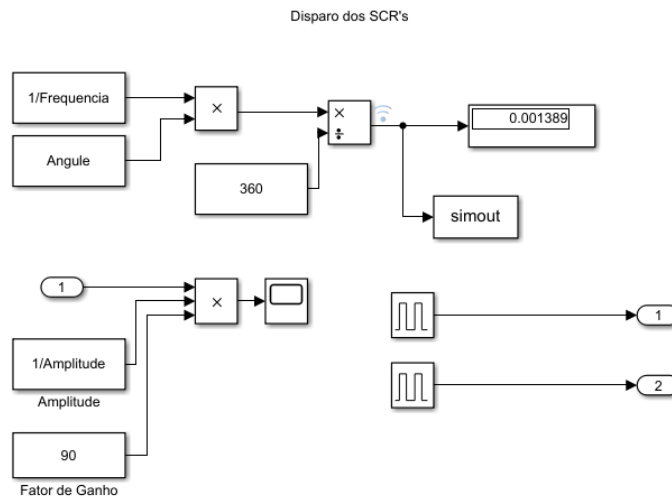 Disparo dos SCR's
1/Frequencia
×
Angule
×
÷
0.001389
360
simout
1
×
1/Amplitude
Amplitude
90
Fator de Ganho
1
2